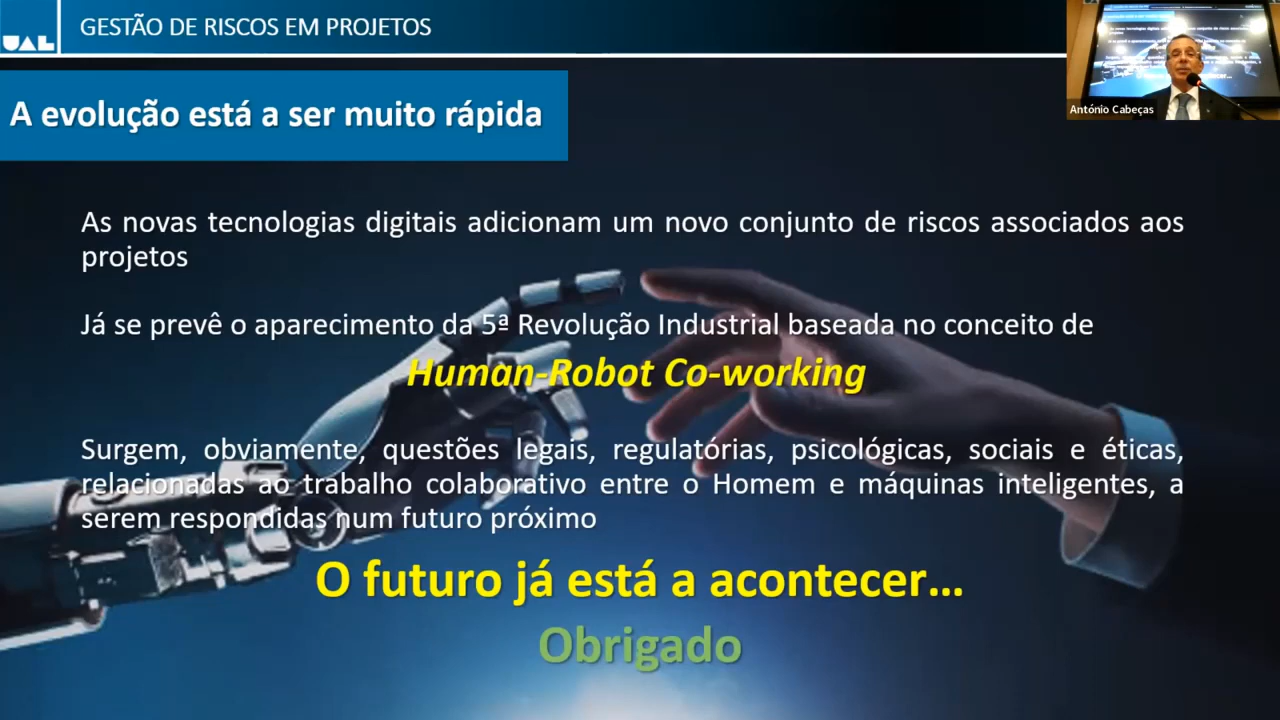 UAL
GESTÃO DE RISCOS EM PROJETOS
António Cabeças
A evolução está a ser muito rápida
As novas tecnologias digitais adicionam um novo conjunto de riscos associados aos
projetos
Já se prevê o aparecimento da 5ª Revolução Industrial baseada no conceito de
Human-Robot Co-working
Surgem, obviamente, questões legais, regulatórias, psicológicas, sociais e éticas,
relacionadas ao trabalho colaborativo entre o Homem e máquinas inteligentes, a
serem respondidas num futuro próximo
O futuro já está a acontecer...
Obrigado